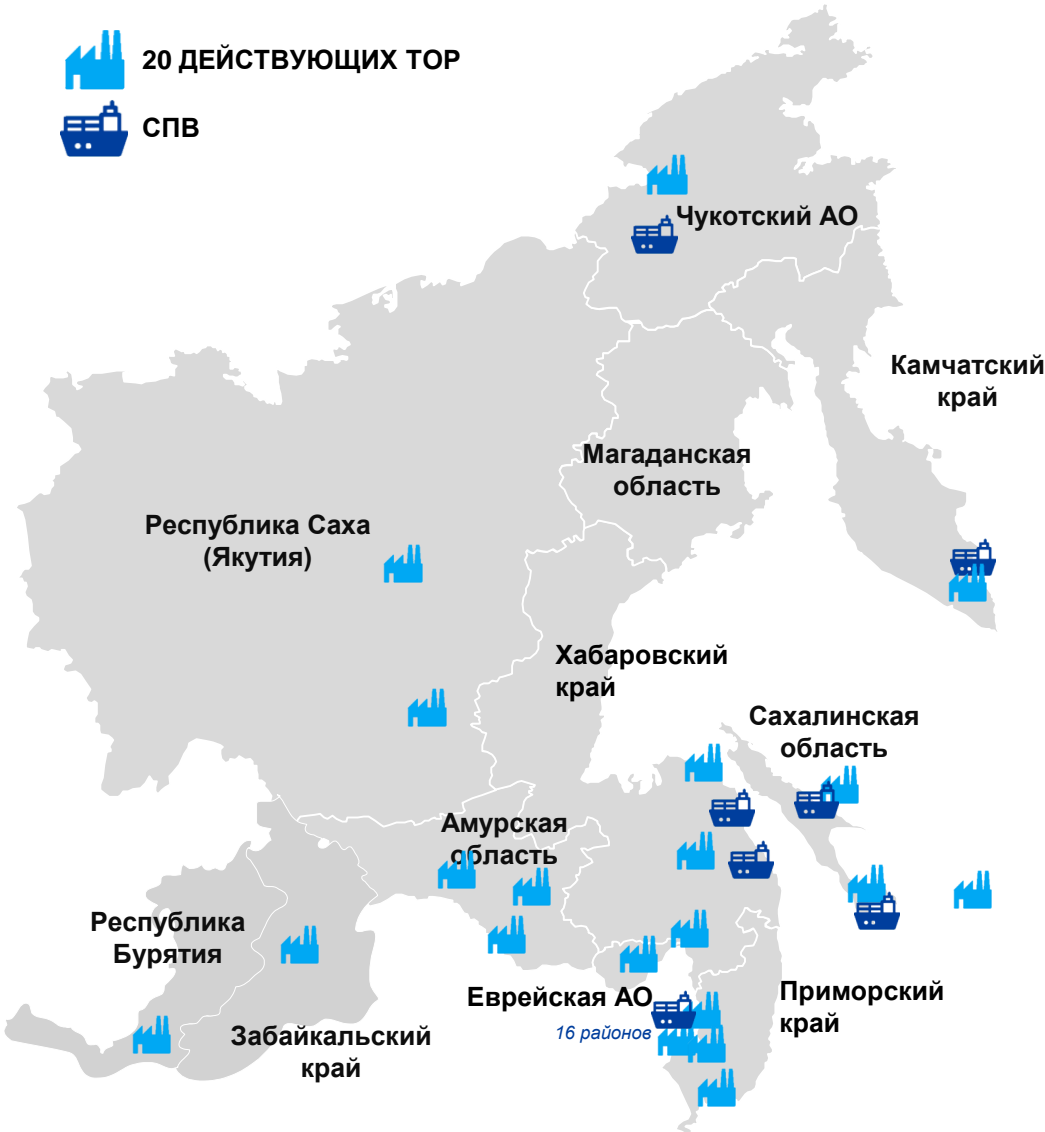 20 ДЕЙСТВУЮЩИХ ТОР
СПВ
Чукотский АО
Камчатский
край
Магаданская
область
Республика Саха
(Якутия)
Хабаровский
край
Сахалинская
область
Амурская
область
Республика
Бурятия
Еврейская АО
16 районов
Приморский
край
Забайкальский
край